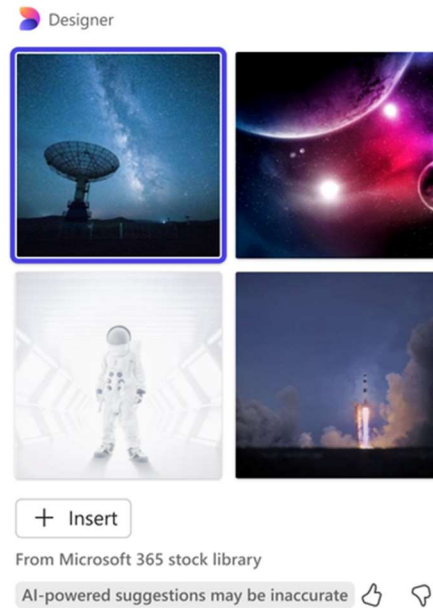 Designer
+ Insert
From Microsoft 365 stock library
AI-powered suggestions may be inaccurate